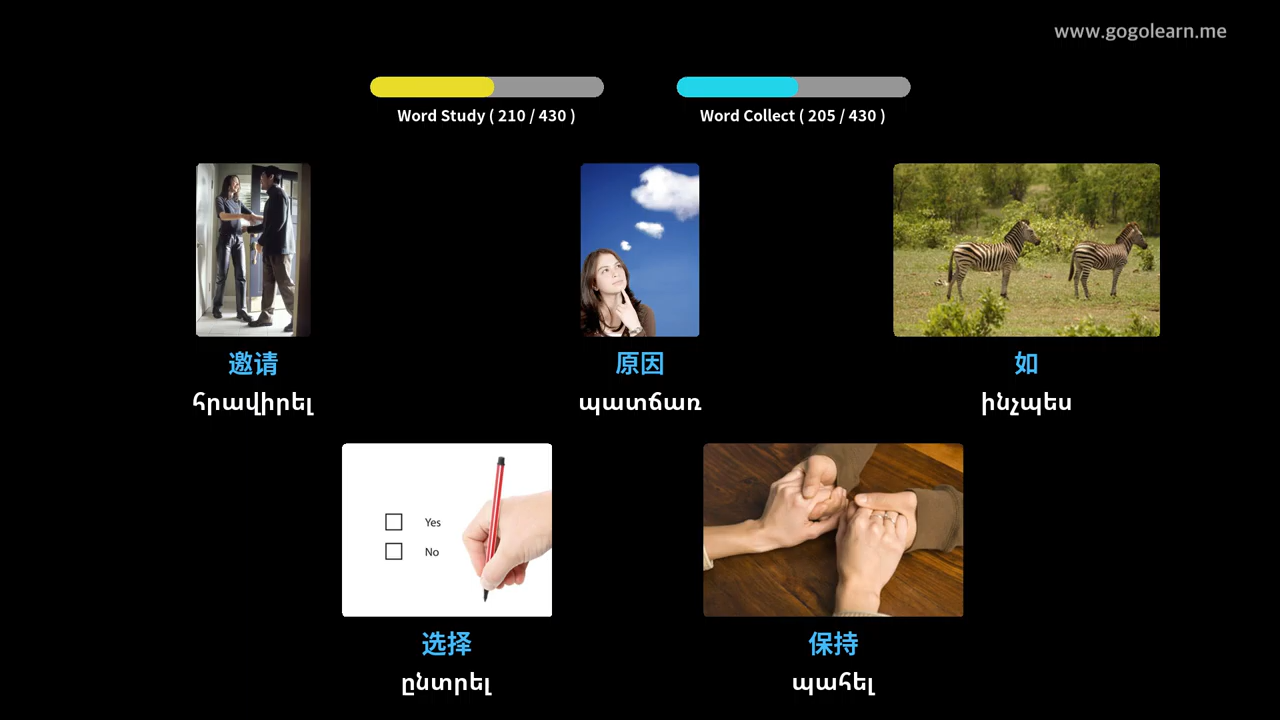 www.gogolearn.me
Word Study ( 210 / 430 )
Word Collect ( 205 / 430 )
邀请
հրավիրել
原因
պատճառ
如
ինչպես
Yes
No
选择
ընտրել
保持
պահել